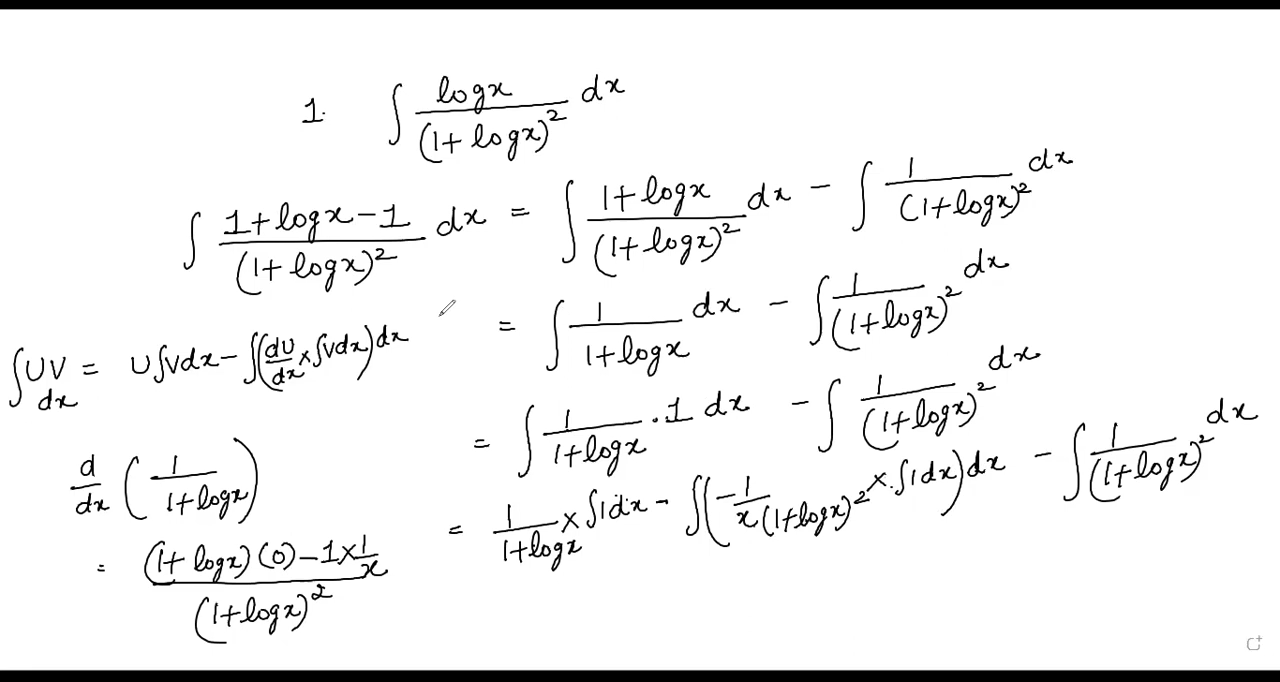 1. ∫ logx/(1+logx)² dx
∫ (1+logx-1)/(1+logx)² dx = ∫ (1+logx)/(1+logx)² dx - ∫ 1/(1+logx)² dx
= ∫ 1/(1+logx) dx - ∫ 1/(1+logx)² dx
∫UV dx = U∫Vdx - ∫(dU/dx × ∫Vdx)dx
= ∫ 1/(1+logx) · 1 dx - ∫ 1/(1+logx)² dx
d/dx (1/(1+logx))
= 1/(1+logx) × ∫1dx - ∫(-1/x(1+logx)² × ∫1dx)dx - ∫ 1/(1+logx)² dx
= ((1+logx)(0) - 1×1/x)/(1+logx)²